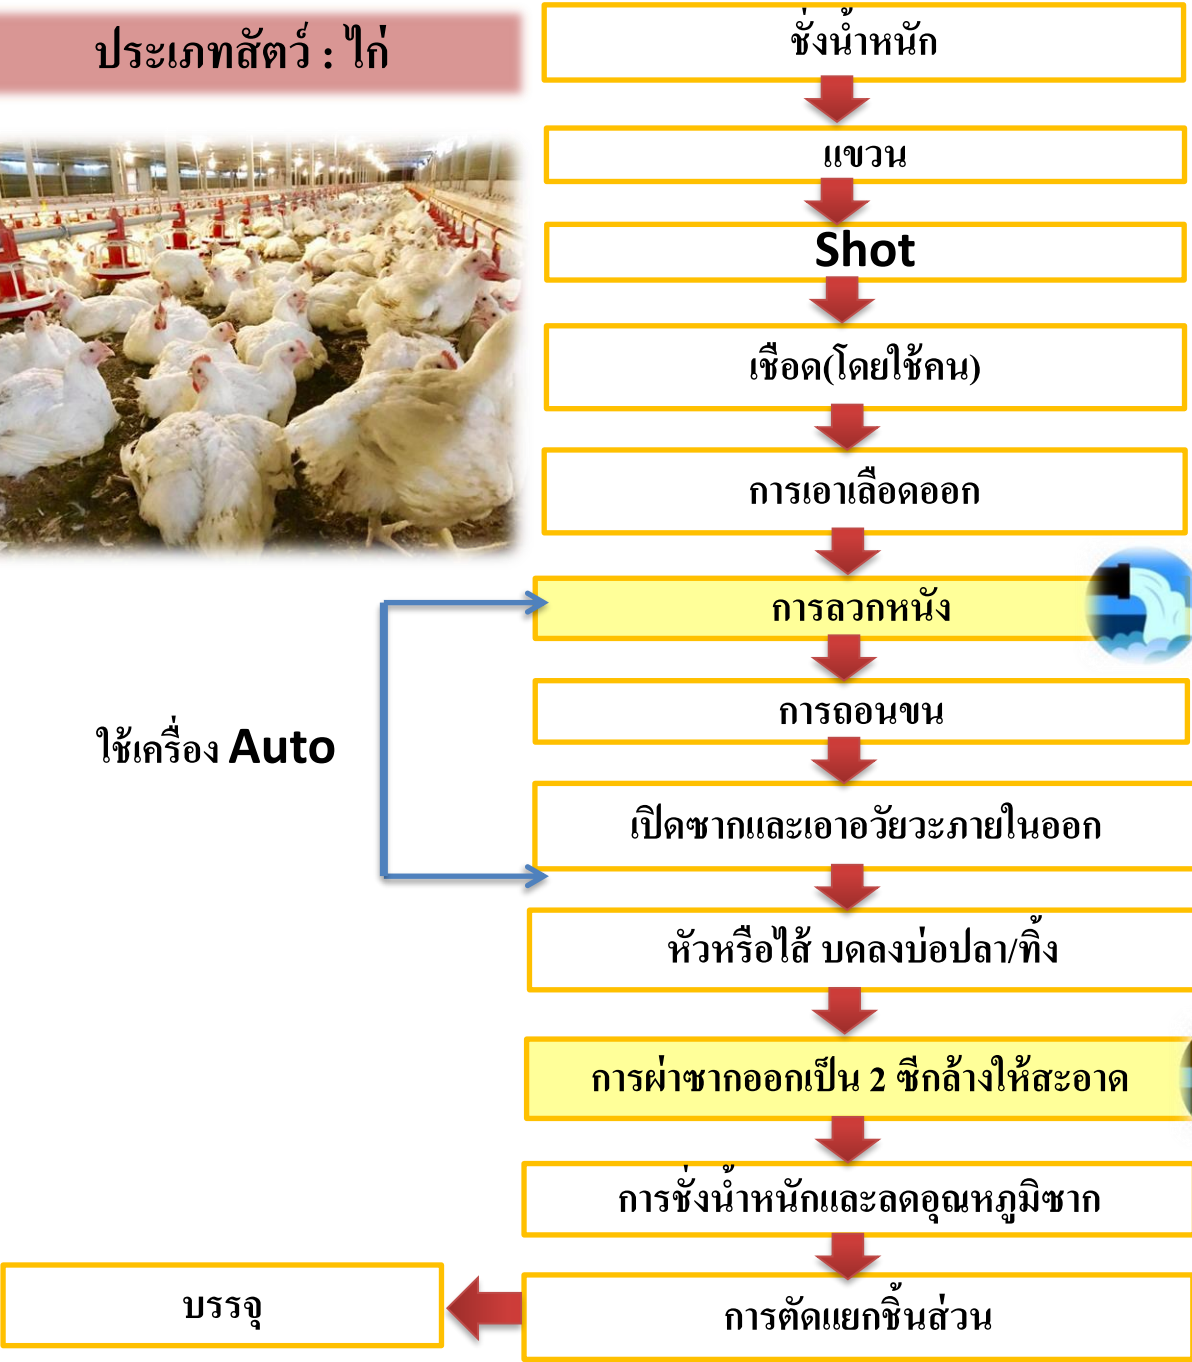 ประเภทสัตว์ : ไก่
ชั่งน้ำหนัก
แขวน
Shot
เชือด(โดยใช้คน)
การเอาเลือดออก
การลวกหนัง
การถอนขน
ใช้เครื่อง Auto
เปิดซากและเอาอวัยวะภายในออก
หัวหรือไส้ บดลงบ่อปลา/ทิ้ง
การผ่าซากออกเป็น 2 ซีกล้างให้สะอาด
การชั่งน้ำหนักและลดอุณหภูมิซาก
การตัดแยกชิ้นส่วน
บรรจุ